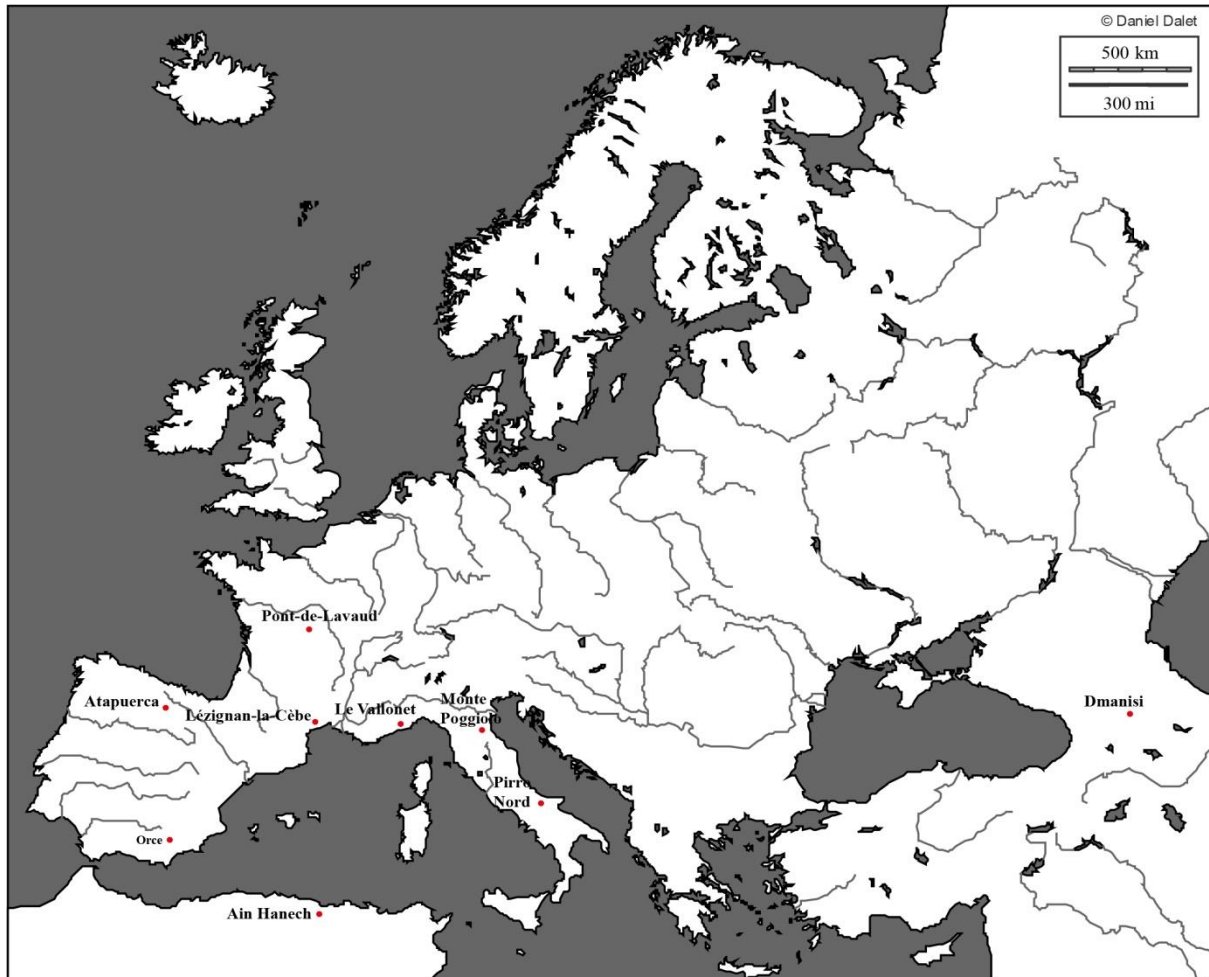 © Daniel Dalet
500 km
300 mi
Pont-de-Lavaud
Atapuerca
Lézignan-la-Cèbe
Le Vallonet
Monte
Poggiolo
Dmanisi
Pirro
Nord
Orce
Ain Hanech